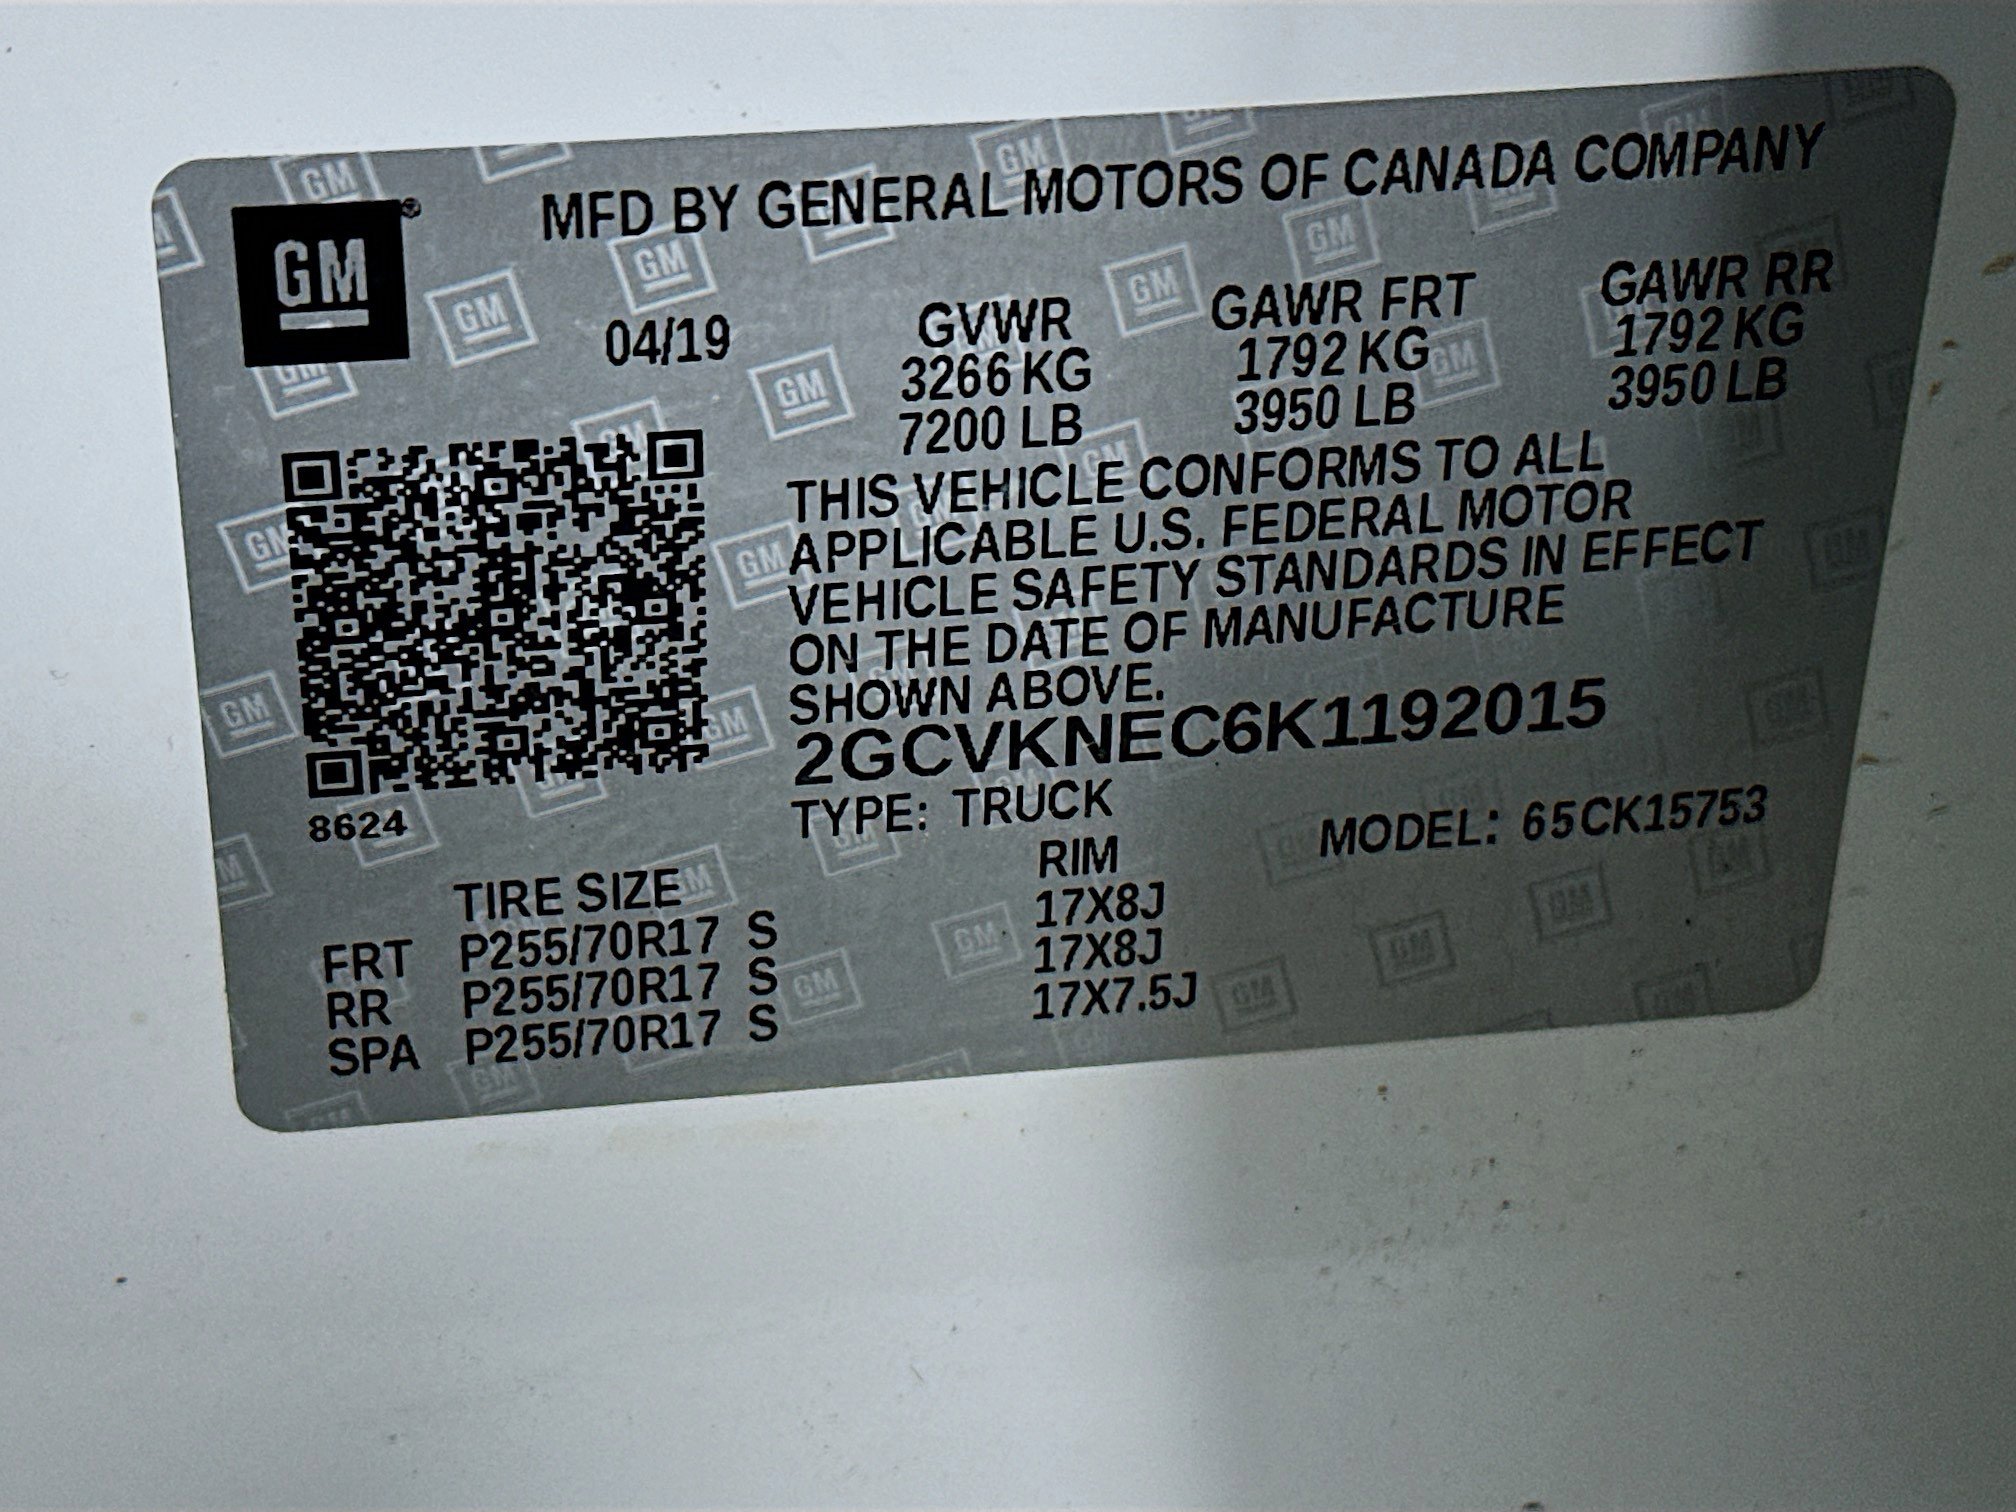 GM®
MFD BY GENERAL MOTORS OF CANADA COMPANY
04/19
GVWR GAWR FRT GAWR RR
3266 KG 1792 KG 1792 KG
7200 LB 3950 LB 3950 LB
THIS VEHICLE CONFORMS TO ALL
APPLICABLE U.S. FEDERAL MOTOR
VEHICLE SAFETY STANDARDS IN EFFECT
ON THE DATE OF MANUFACTURE
SHOWN ABOVE.
2GCVKNEC6K1192015
TYPE: TRUCK MODEL: 65CK15753
8624
TIRE SIZE RIM
FRT P255/70R17 S 17X8J
RR P255/70R17 S 17X8J
SPA P255/70R17 S 17X7.5J